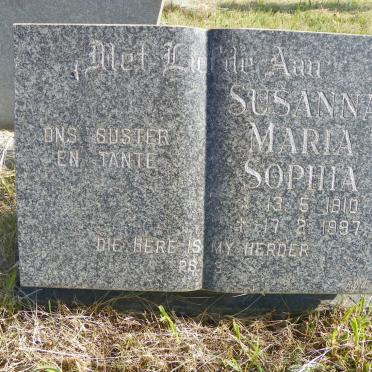 Met Liefde Aan
ONS SUSTER
EN TANTE
SUSANNA
MARIA
SOPHIA
13. 5. 1910
17. 2. 1997
DIE HERE IS MY HERDER
PS